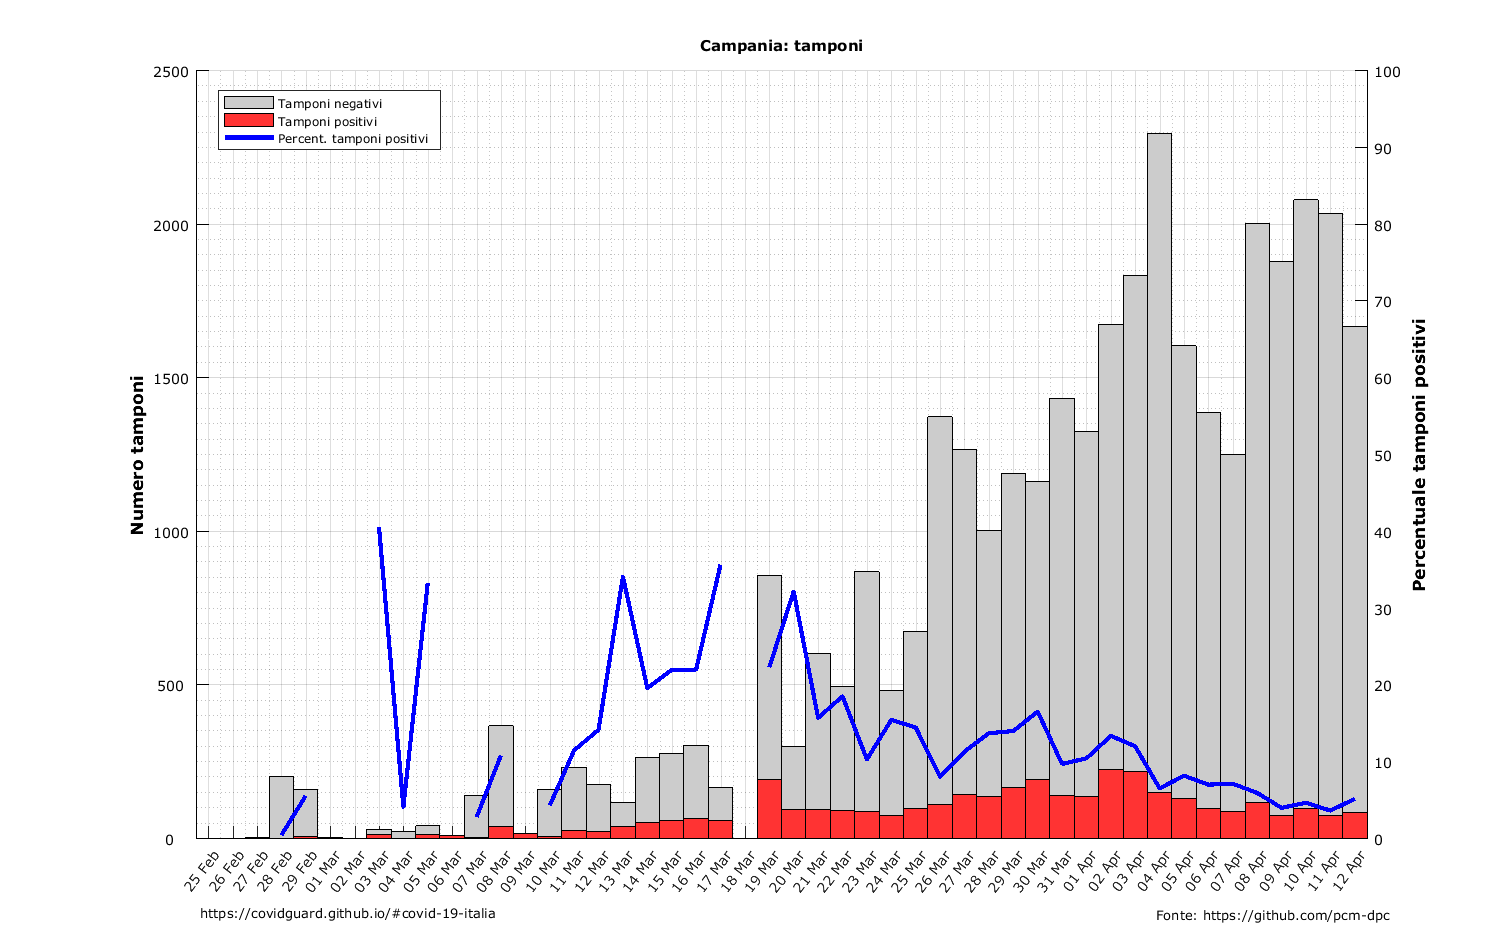 Campania: tamponi
Tamponi negativi
Tamponi positivi
Percent. tamponi positivi
Numero tamponi
0
500
1000
1500
2000
2500
Percentuale tamponi positivi
0
10
20
30
40
50
60
70
80
90
100
25 Feb
26 Feb
27 Feb
28 Feb
29 Feb
01 Mar
02 Mar
03 Mar
04 Mar
05 Mar
06 Mar
07 Mar
08 Mar
09 Mar
10 Mar
11 Mar
12 Mar
13 Mar
14 Mar
15 Mar
16 Mar
17 Mar
18 Mar
19 Mar
20 Mar
21 Mar
22 Mar
23 Mar
24 Mar
25 Mar
26 Mar
27 Mar
28 Mar
29 Mar
30 Mar
31 Mar
01 Apr
02 Apr
03 Apr
04 Apr
05 Apr
06 Apr
07 Apr
08 Apr
09 Apr
10 Apr
11 Apr
12 Apr
https://covidguard.github.io/#covid-19-italia
Fonte: https://github.com/pcm-dpc